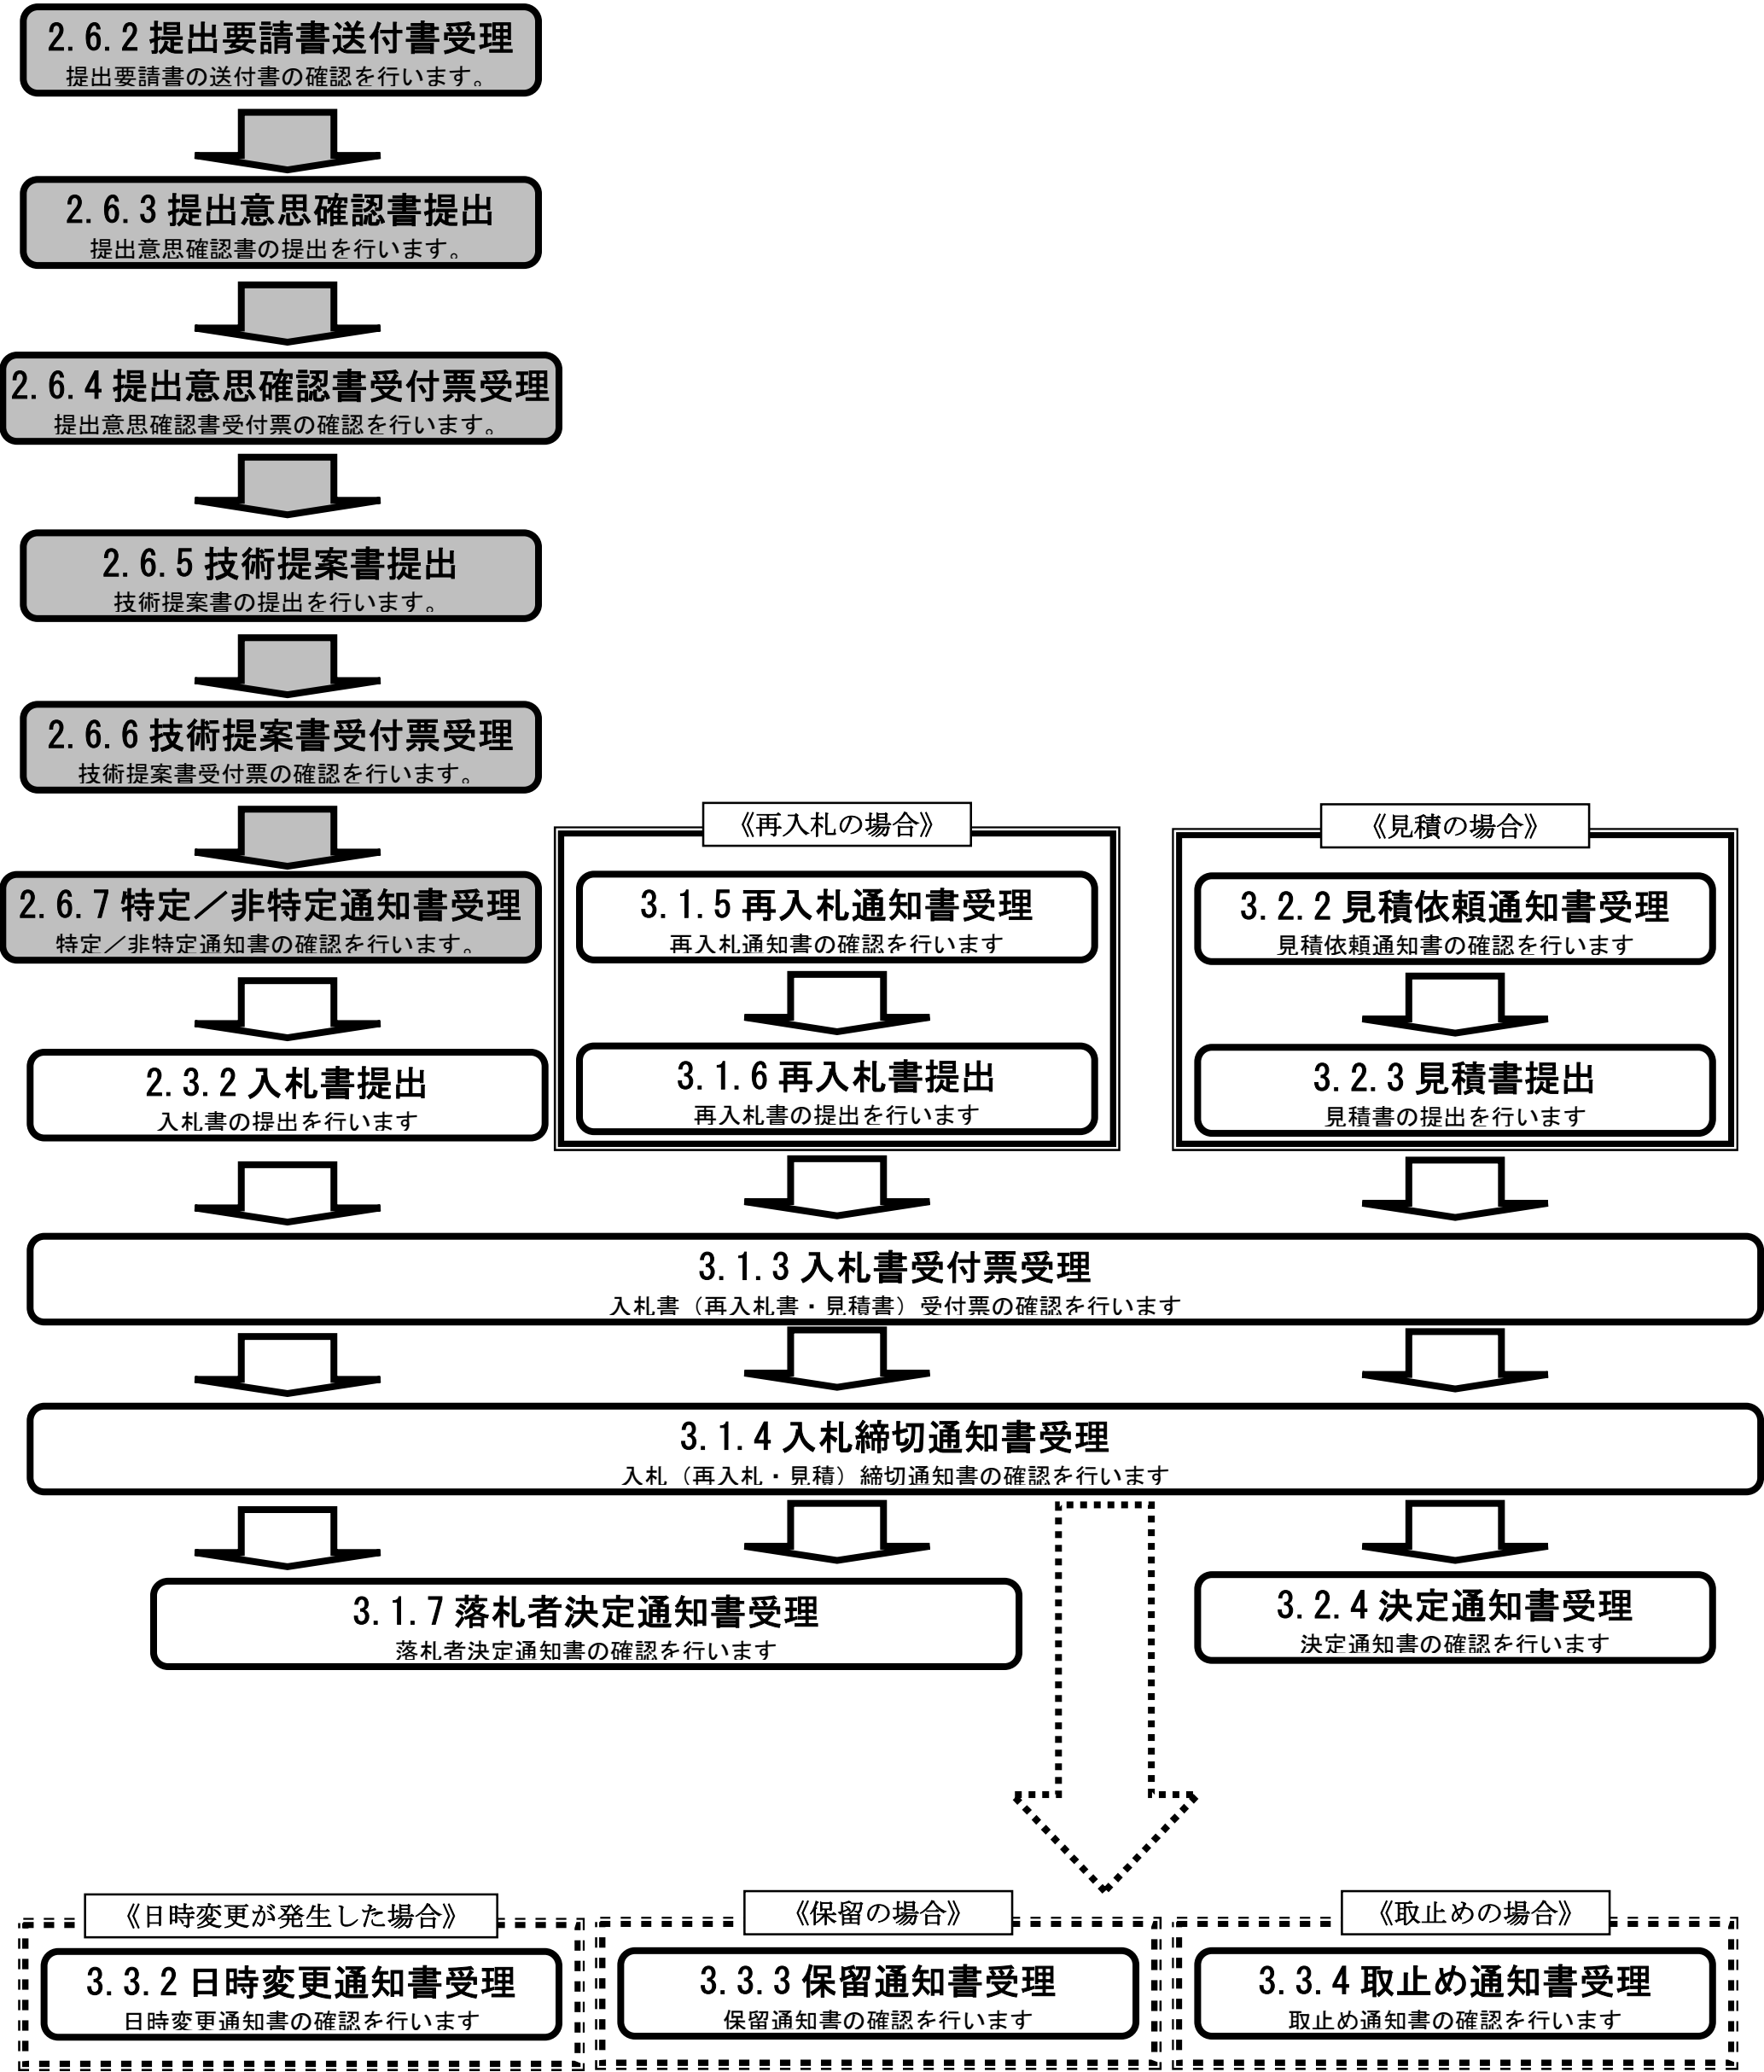 2.6.2 提出要請書送付書受理
提出要請書の送付書の確認を行います。
2.6.3 提出意思確認書提出
提出意思確認書の提出を行います。
2.6.4 提出意思確認書受付票受理
提出意思確認書受付票の確認を行います。
2.6.5 技術提案書提出
技術提案書の提出を行います。
2.6.6 技術提案書受付票受理
技術提案書受付票の確認を行います。
2.6.7 特定／非特定通知書受理
特定／非特定通知書の確認を行います。
2.3.2 入札書提出
入札書の提出を行います
《再入札の場合》
3.1.5 再入札通知書受理
再入札通知書の確認を行います
3.1.6 再入札書提出
再入札書の提出を行います
《見積の場合》
3.2.2 見積依頼通知書受理
見積依頼通知書の確認を行います
3.2.3 見積書提出
見積書の提出を行います
3.1.3 入札書受付票受理
入札書（再入札書・見積書）受付票の確認を行います
3.1.4 入札締切通知書受理
入札（再入札・見積）締切通知書の確認を行います
3.1.7 落札者決定通知書受理
落札者決定通知書の確認を行います
3.2.4 決定通知書受理
決定通知書の確認を行います
《日時変更が発生した場合》
3.3.2 日時変更通知書受理
日時変更通知書の確認を行います
《保留の場合》
3.3.3 保留通知書受理
保留通知書の確認を行います
《取止めの場合》
3.3.4 取止め通知書受理
取止め通知書の確認を行います